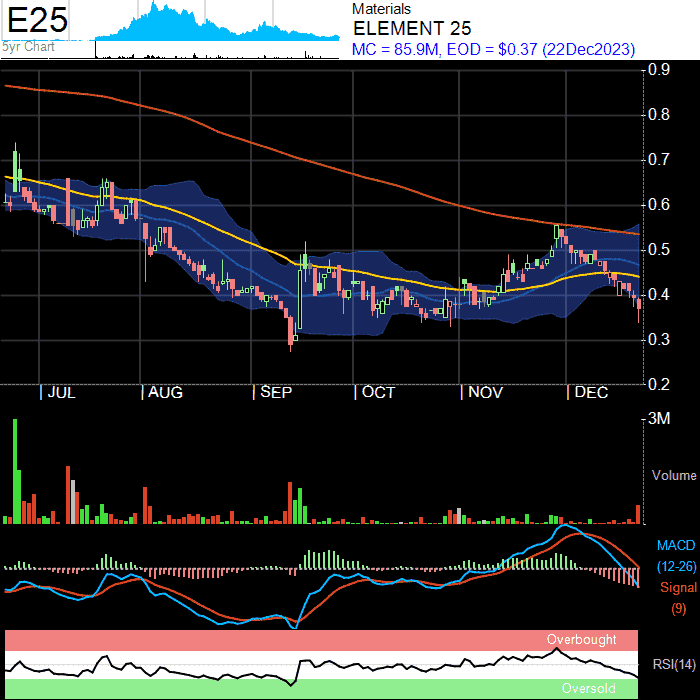 E25
5yr Chart
Materials
ELEMENT 25
MC = 85.9M, EOD = $0.37 (22Dec2023)
0.9
0.8
0.7
0.6
0.5
0.4
0.3
0.2
JUL AUG SEP OCT NOV DEC
3M
Volume
MACD
(12-26)
Signal
(9)
Overbought
RSI(14)
Oversold